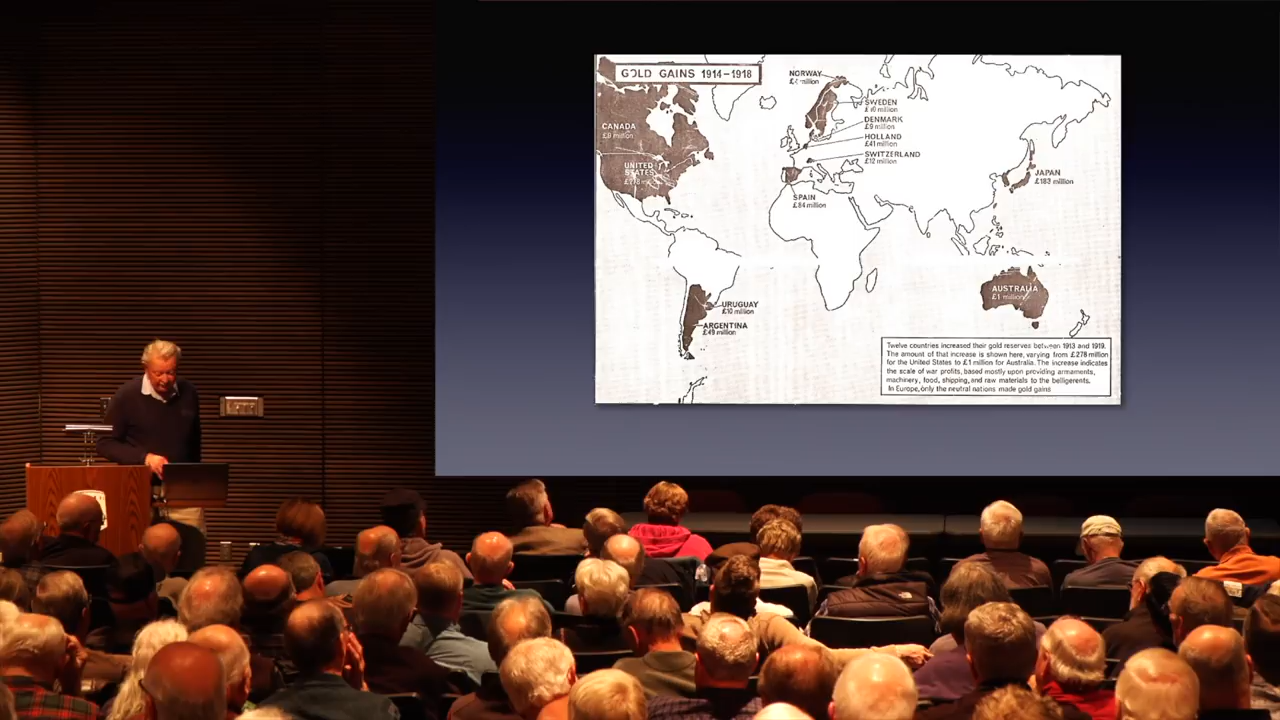 GOLD GAINS 1914-1918
NORWAY
million
SWEDEN
£10 million
DENMARK
£9 million
HOLLAND
£41 million
SWITZERLAND
£12 million
CANADA
£9 million
UNITED
STATES
£278
SPAIN
£84 million
JAPAN
£183 million
AUSTRALIA
£1 million
URUGUAY
£10 million
ARGENTINA
£49 million
Twelve countries increased their gold reserves between 1913 and 1919.
The amount of that increase is shown here, varying from £278 million
for the United States to £1 million for Australia. The increase indicates
the scale of war profits, based mostly upon providing armaments,
machinery, food, shipping, and raw materials to the belligerents.
In Europe, only the neutral nations made gold gains